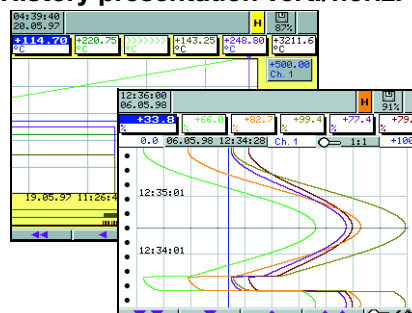 History presentation vert./horiz.
04:39:40
20.05.97
H
87%
+114.70 +220.75 >>>>>>> +143.25 +248.80 +3211.6
°C °C °C °C °C
+500.00
Ch.1
19.05.97 11:26:4
12:36:00
06.05.98
H
91%
+33.8 +66.0 +82.7 +99.4 +77.4 +79.
% % % % % %
0.0 06.05.98 12:34:28 Ch.1 1:1 +100
12:35:01
12:34:01